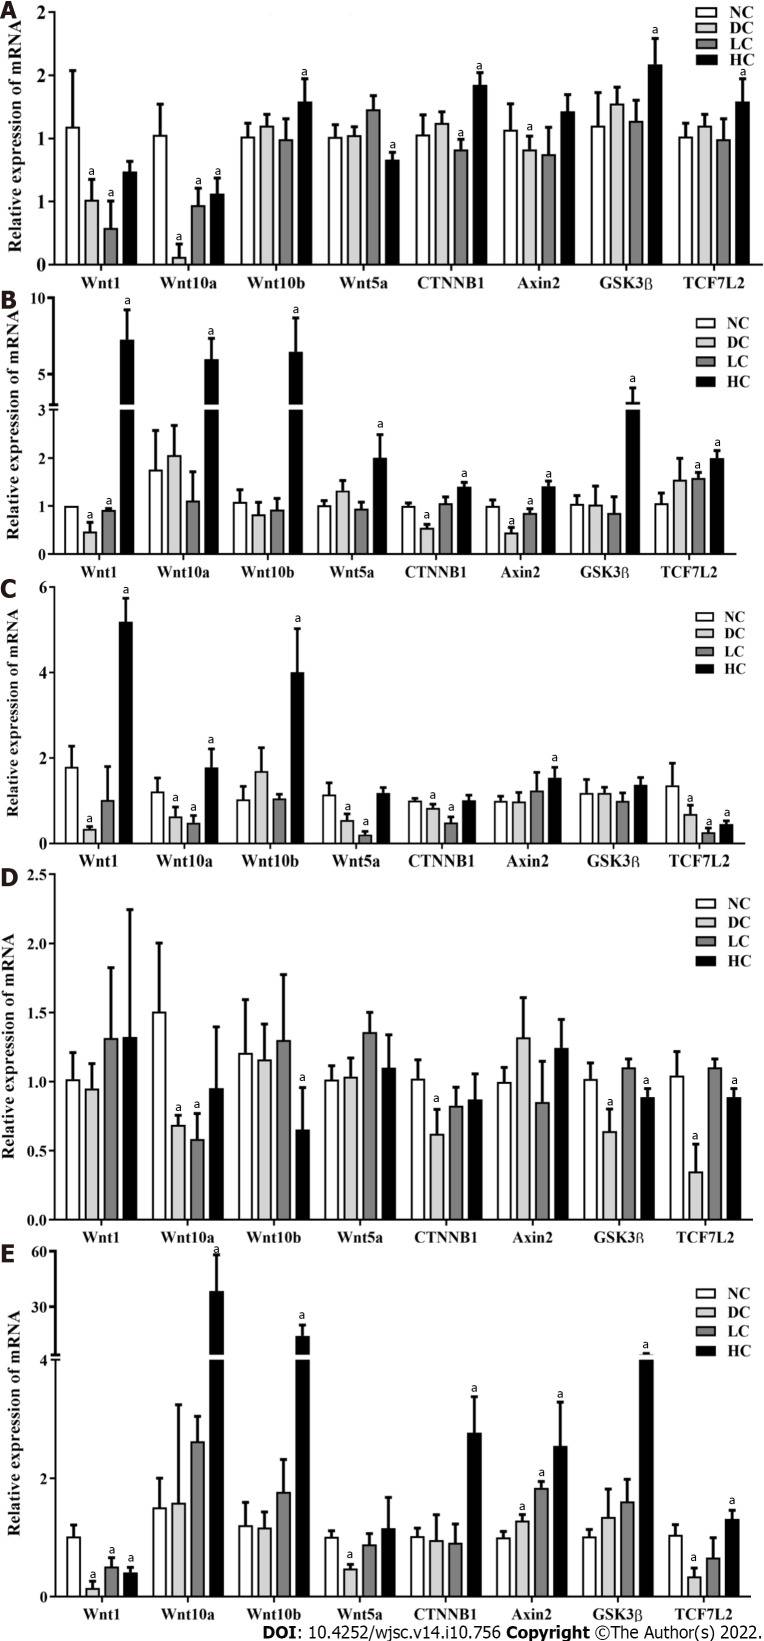 A
Relative expression of mRNA
2
2
1
1
0
NC
DC
LC
HC
a a a a a a a a a a a a a a
Wnt1 Wnt10a Wnt10b Wnt5a CTNNB1 Axin2 GSK3β TCF7L2
B
Relative expression of mRNA
10
5
3
2
1
0
NC
DC
LC
HC
a a a a a a a a a a a a a a
Wnt1 Wnt10a Wnt10b Wnt5a CTNNB1 Axin2 GSK3β TCF7L2
C
Relative expression of mRNA
6
4
2
0
NC
DC
LC
HC
a a a a a a a a a a a a a a
Wnt1 Wnt10a Wnt10b Wnt5a CTNNB1 Axin2 GSK3β TCF7L2
D
Relative expression of mRNA
2.5
2.0
1.5
1.0
0.5
0.0
NC
DC
LC
HC
a a a a a a a a
Wnt1 Wnt10a Wnt10b Wnt5a CTNNB1 Axin2 GSK3β TCF7L2
E
Relative expression of mRNA
60
30
4
2
0
NC
DC
LC
HC
a a a a a a a a a a a a a
Wnt1 Wnt10a Wnt10b Wnt5a CTNNB1 Axin2 GSK3β TCF7L2
DOI: 10.4252/wjsc.v14.i10.756 Copyright ©The Author(s) 2022.